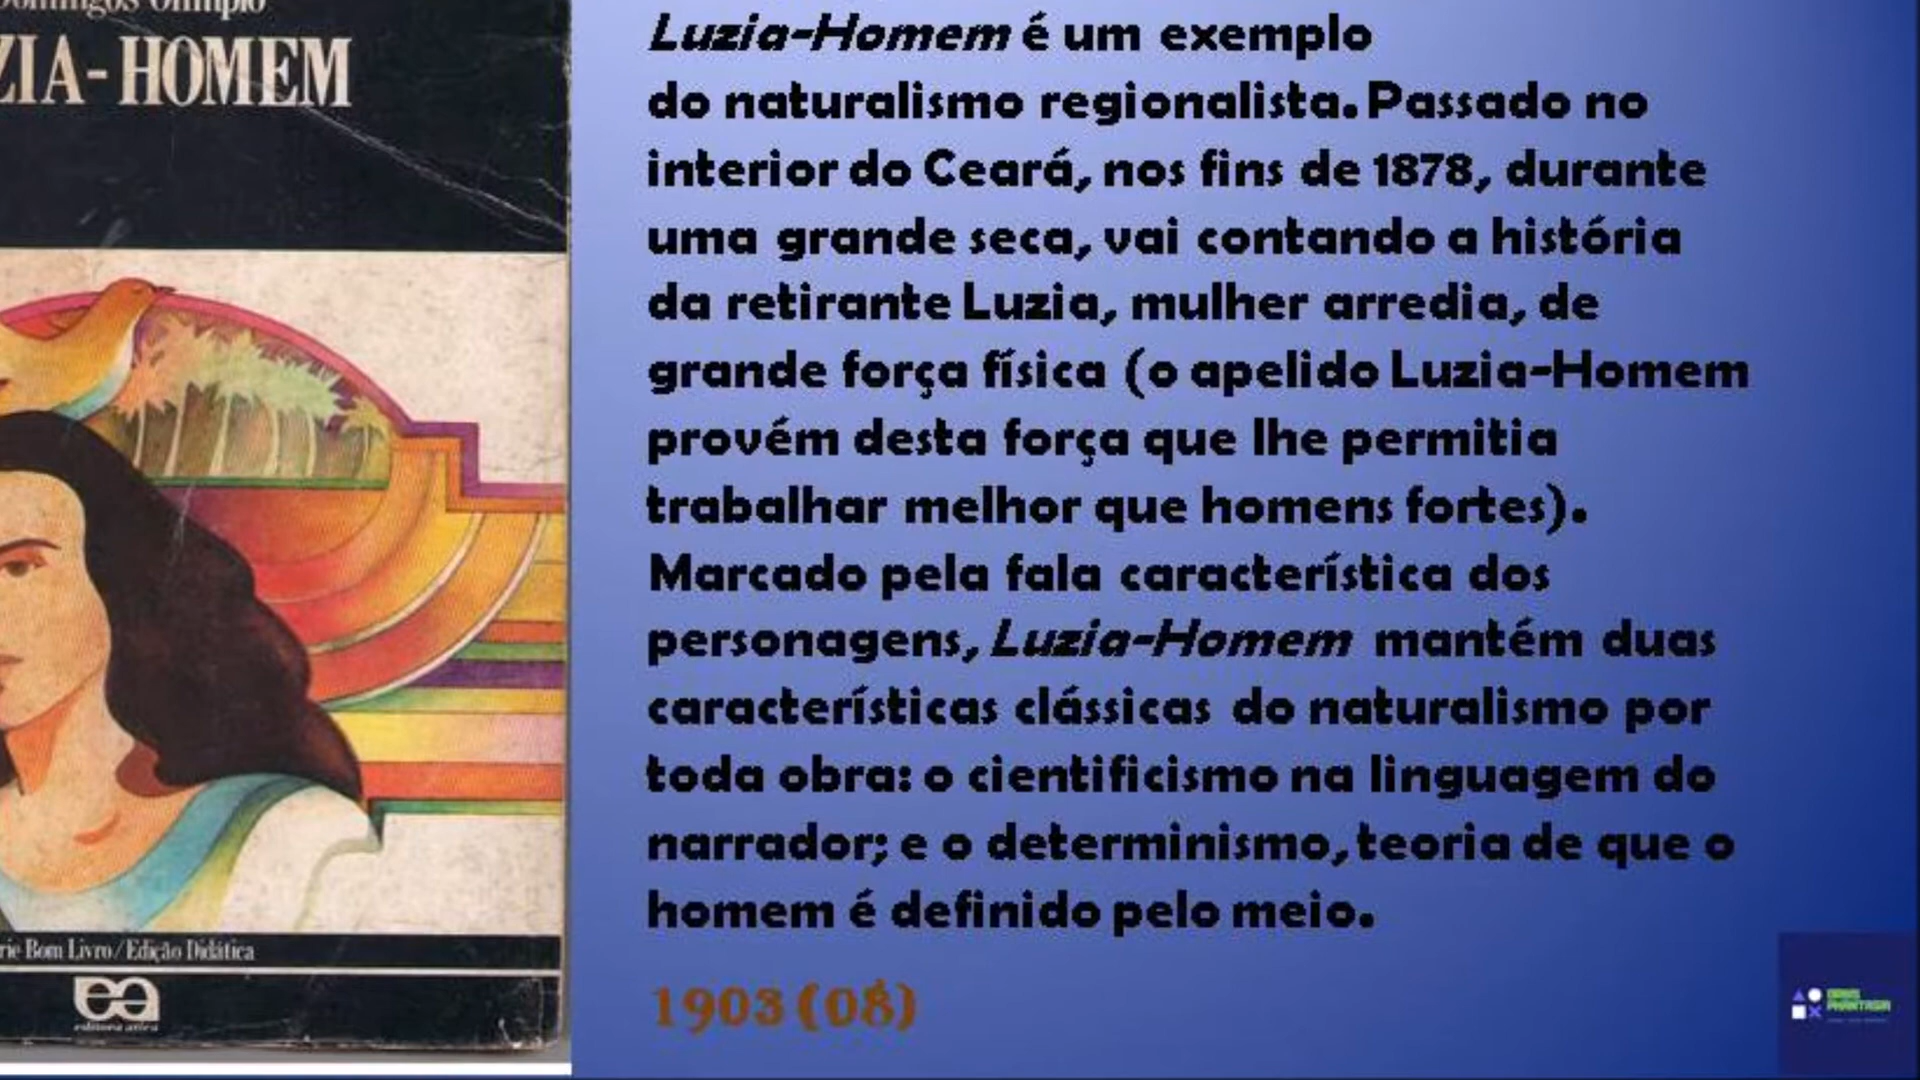 Domingos Olímpio
ZIA-HOMEM
rie Bom Livro/Edição Didática
ea
editora ática
Luzia-Homem é um exemplo
do naturalismo regionalista. Passado no
interior do Ceará, nos fins de 1878, durante
uma grande seca, vai contando a história
da retirante Luzia, mulher arredia, de
grande força física (o apelido Luzia-Homem
provém desta força que lhe permitia
trabalhar melhor que homens fortes).
Marcado pela fala característica dos
personagens, Luzia-Homem mantém duas
características clássicas do naturalismo por
toda obra: o cientificismo na linguagem do
narrador; e o determinismo, teoria de que o
homem é definido pelo meio.
1903 (08)